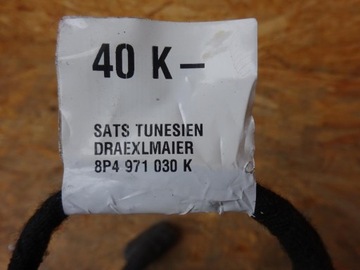 40 K –
SATS TUNESIEN
DRAEXLMAIER
8P4 971 030 K